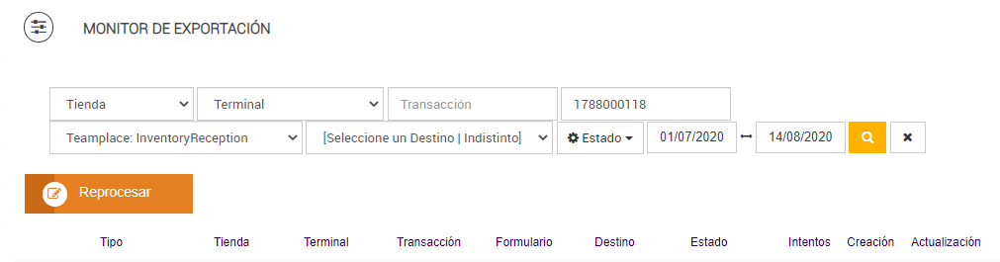 MONITOR DE EXPORTACIÓN
Tienda Terminal Transacción 1788000118
Teamplace: InventoryReception [Seleccione un Destino | Indistinto] Estado 01/07/2020 14/08/2020
Reprocesar
Tipo Tienda Terminal Transacción Formulario Destino Estado Intentos Creación Actualización